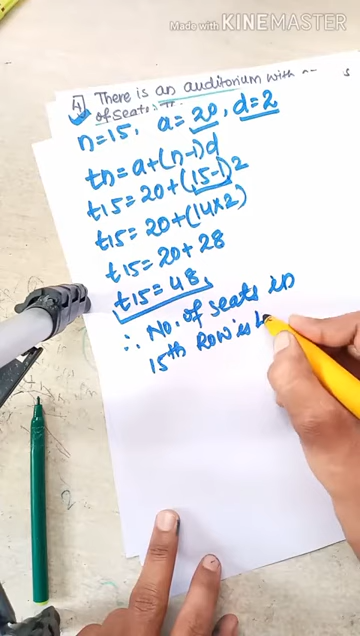 Made with KINEMASTER
4) There is an auditorium with
of seats.
n=15, a=20, d=2
tn=a+(n-1)d
t15=20+(15-1)2
t15=20+(14×2)
t15=20+28
t15=48
∴ No. of seats in
15th Row is